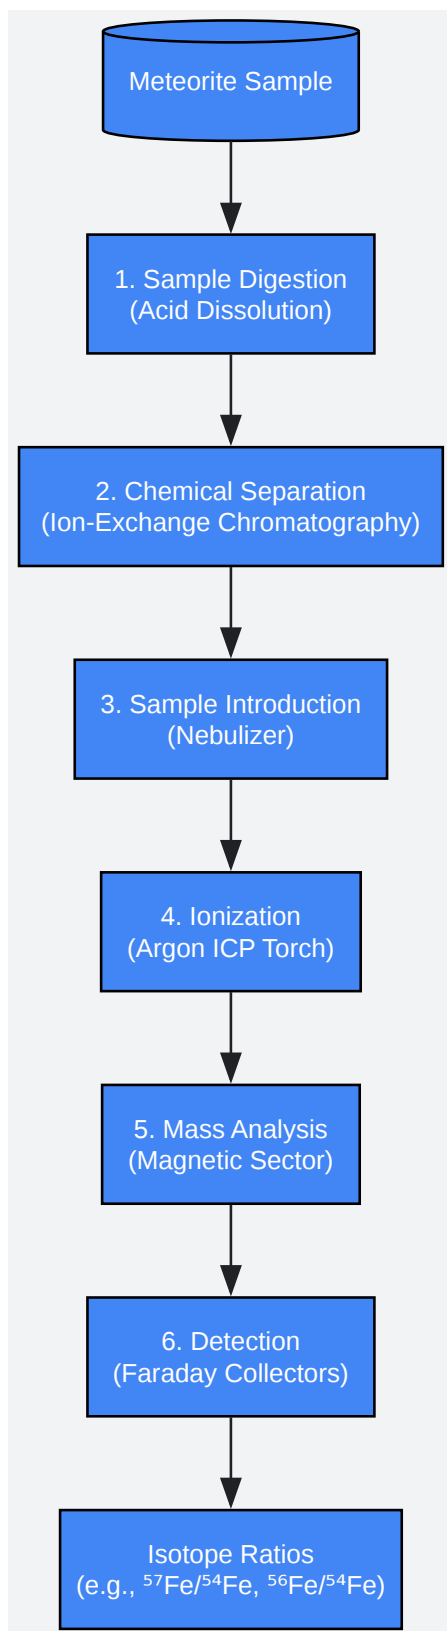 Meteorite Sample
1. Sample Digestion
(Acid Dissolution)
2. Chemical Separation
(Ion-Exchange Chromatography)
3. Sample Introduction
(Nebulizer)
4. Ionization
(Argon ICP Torch)
5. Mass Analysis
(Magnetic Sector)
6. Detection
(Faraday Collectors)
Isotope Ratios
(e.g., ⁵⁷Fe/⁵⁴Fe, ⁵⁶Fe/⁵⁴Fe)